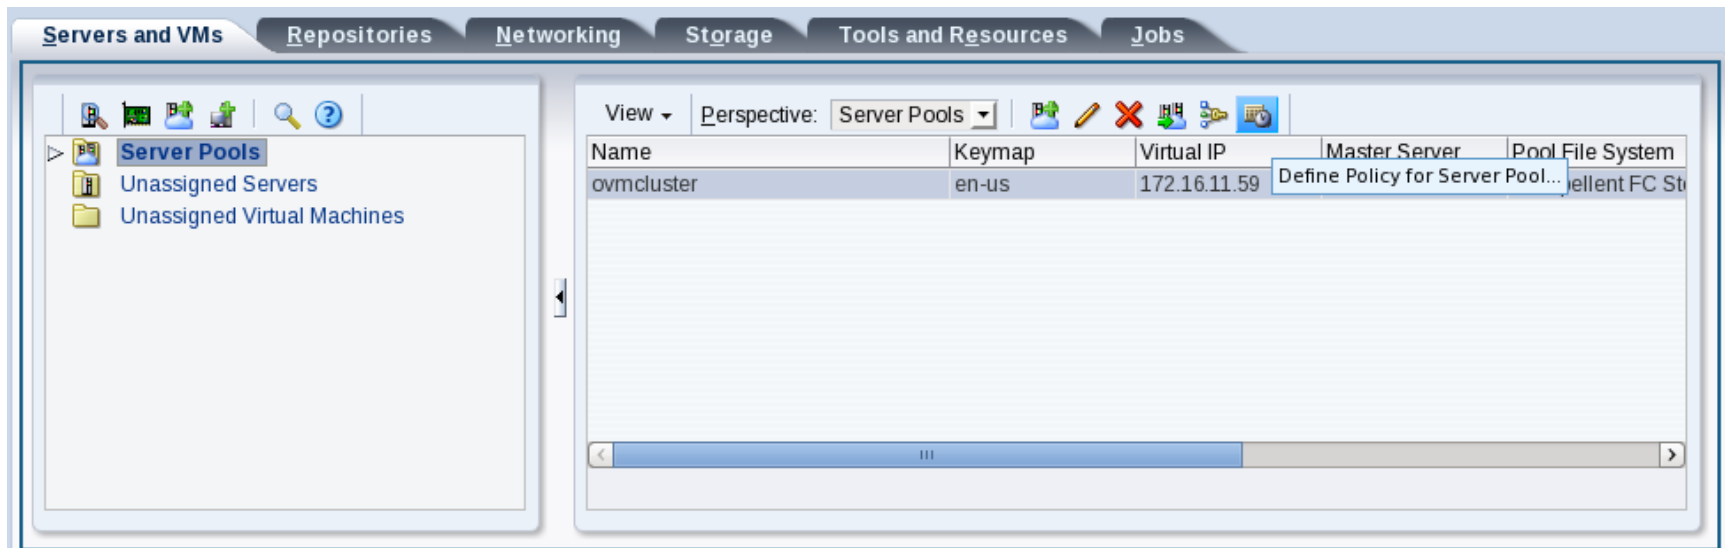 Servers and VMs Repositories Networking Storage Tools and Resources Jobs
View Perspective: Server Pools
Server Pools
Unassigned Servers
Unassigned Virtual Machines
Name Keymap Virtual IP Master Server Pool File System
ovmcluster en-us 172.16.11.59
Define Policy for Server Pool...
FC